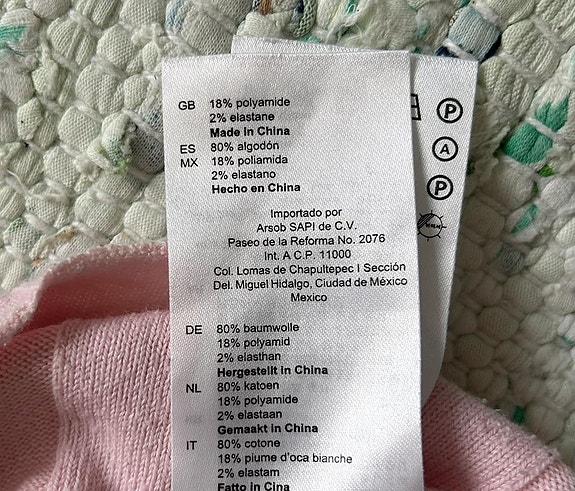 GB 18% polyamide
2% elastane
Made in China
ES 80% algodón
MX 18% poliamida
2% elastano
Hecho en China
Importado por
Arsob SAPI de C.V.
Paseo de la Reforma No. 2076
Int. A C.P. 11000
Col. Lomas de Chapultepec I Sección
Del. Miguel Hidalgo, Ciudad de México
Mexico
DE 80% baumwolle
18% polyamid
2% elasthan
Hergestellt in China
NL 80% katoen
18% polyamide
2% elastaan
Gemaakt in China
IT 80% cotone
18% piume d'oca bianche
2% elastam
Fatto in Cina
P
A
P